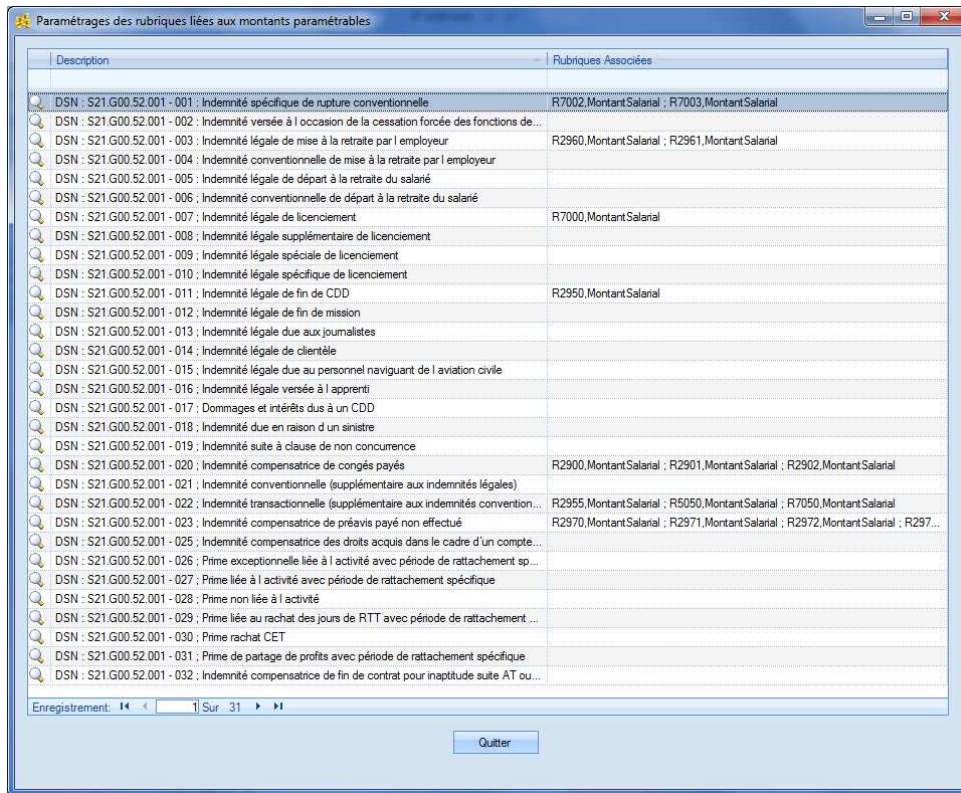 Paramétrages des rubriques liées aux montants paramétrables
Description Rubriques Associées
DSN : S21.G00.52.001 - 001 : Indemnité spécifique de rupture conventionnelle R7002,MontantSalarial ; R7003,MontantSalarial
DSN : S21.G00.52.001 - 002 : Indemnité versée à l occasion de la cessation forcée des fonctions de...
DSN : S21.G00.52.001 - 003 : Indemnité légale de mise à la retraite par l employeur R2960,MontantSalarial ; R2961,MontantSalarial
DSN : S21.G00.52.001 - 004 : Indemnité conventionnelle de mise à la retraite par l employeur
DSN : S21.G00.52.001 - 005 : Indemnité légale de départ à la retraite du salarié
DSN : S21.G00.52.001 - 006 : Indemnité conventionnelle de départ à la retraite du salarié
DSN : S21.G00.52.001 - 007 ; Indemnité légale de licenciement R7000,MontantSalarial
DSN : S21.G00.52.001 - 008 ; Indemnité légale supplémentaire de licenciement
DSN : S21.G00.52.001 - 009 ; Indemnité légale spéciale de licenciement
DSN : S21.G00.52.001 - 010 ; Indemnité légale spécifique de licenciement
DSN : S21.G00.52.001 - 011 ; Indemnité légale de fin de CDD R2950,MontantSalarial
DSN : S21.G00.52.001 - 012 ; Indemnité légale de fin de mission
DSN : S21.G00.52.001 - 013 ; Indemnité légale due aux journalistes
DSN : S21.G00.52.001 - 014 ; Indemnité légale de clientèle
DSN : S21.G00.52.001 - 015 ; Indemnité légale due au personnel naviguant de l aviation civile
DSN : S21.G00.52.001 - 016 ; Indemnité légale versée à l apprenti
DSN : S21.G00.52.001 - 017 ; Dommages et intérêts dus à un CDD
DSN : S21.G00.52.001 - 018 ; Indemnité due en raison d un sinistre
DSN : S21.G00.52.001 - 019 ; Indemnité suite à clause de non concurrence
DSN : S21.G00.52.001 - 020 ; Indemnité compensatrice de congés payés R2900,MontantSalarial ; R2901,MontantSalarial ; R2902,MontantSalarial
DSN : S21.G00.52.001 - 021 ; Indemnité conventionnelle (supplémentaire aux indemnités légales)
DSN : S21.G00.52.001 - 022 ; Indemnité transactionnelle (supplémentaire aux indemnités convention... R2955,MontantSalarial ; R5050,MontantSalarial ; R7050,MontantSalarial
DSN : S21.G00.52.001 - 023 ; Indemnité compensatrice de préavis payé non effectué R2970,MontantSalarial ; R2971,MontantSalarial ; R2972,MontantSalarial ; R297...
DSN : S21.G00.52.001 - 025 ; Indemnité compensatrice des droits acquis dans le cadre d´un compte...
DSN : S21.G00.52.001 - 026 ; Prime exceptionnelle liée à l activité avec période de rattachement sp...
DSN : S21.G00.52.001 - 027 ; Prime liée à l activité avec période de rattachement spécifique
DSN : S21.G00.52.001 - 028 ; Prime non liée à l activité
DSN : S21.G00.52.001 - 029 ; Prime liée au rachat des jours de RTT avec période de rattachement ...
DSN : S21.G00.52.001 - 030 ; Prime rachat CET
DSN : S21.G00.52.001 - 031 ; Prime de partage de profits avec période de rattachement spécifique
DSN : S21.G00.52.001 - 032 ; Indemnité compensatrice de fin de contrat pour inaptitude suite AT ou...
Enregistrement: 1 Sur 31
Quitter